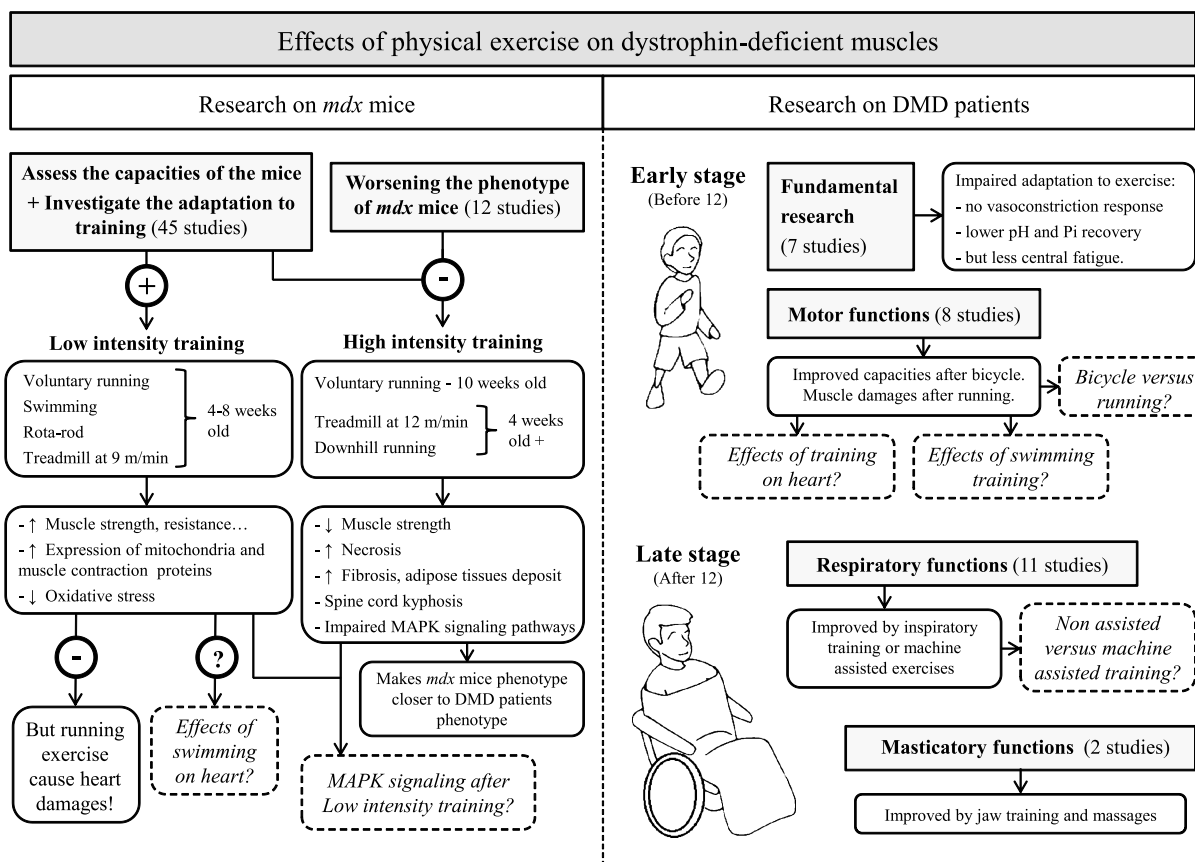 Effects of physical exercise on dystrophin-deficient muscles
Research on mdx mice
Research on DMD patients
Assess the capacities of the mice
+ Investigate the adaptation to
training (45 studies)
Worsening the phenotype
of mdx mice (12 studies)
+
-
Low intensity training
High intensity training
Voluntary running
Swimming
Rota-rod
Treadmill at 9 m/min
4-8 weeks
old
Voluntary running - 10 weeks old
Treadmill at 12 m/min
Downhill running
4 weeks
old +
- ↑ Muscle strength, resistance…
- ↑ Expression of mitochondria and
muscle contraction proteins
- ↓ Oxidative stress
- ↓ Muscle strength
- ↑ Necrosis
- ↑ Fibrosis, adipose tissues deposit
- Spine cord kyphosis
- Impaired MAPK signaling pathways
-
?
But running
exercise
cause heart
damages!
Effects of
swimming
on heart?
Makes mdx mice phenotype
closer to DMD patients
phenotype
MAPK signaling after
Low intensity training?
Early stage
(Before 12)
Fundamental
research
(7 studies)
Impaired adaptation to exercise:
- no vasoconstriction response
- lower pH and Pi recovery
- but less central fatigue.
Motor functions (8 studies)
Improved capacities after bicycle.
Muscle damages after running.
Bicycle versus
running?
Effects of training
on heart?
Effects of swimming
training?
Late stage
(After 12)
Respiratory functions (11 studies)
Improved by inspiratory
training or machine
assisted exercises
Non assisted
versus machine
assisted training?
Masticatory functions (2 studies)
Improved by jaw training and massages